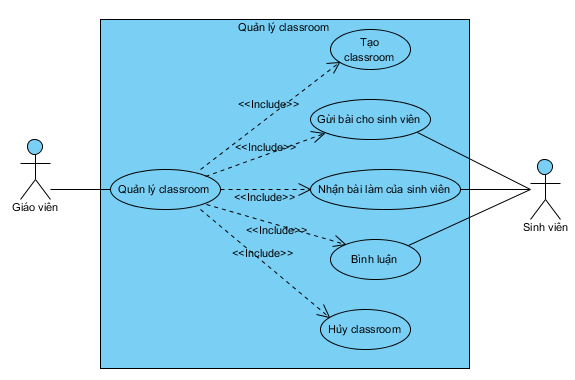 Quản lý classroom
Tạo
classroom
<<Include>>
Gửi bài cho sinh viên
<<Include>>
Giáo viên
Quản lý classroom
<<Include>>
Nhận bài làm của sinh viên
Sinh viên
<<Include>>
Bình luận
<<Include>>
Hủy classroom